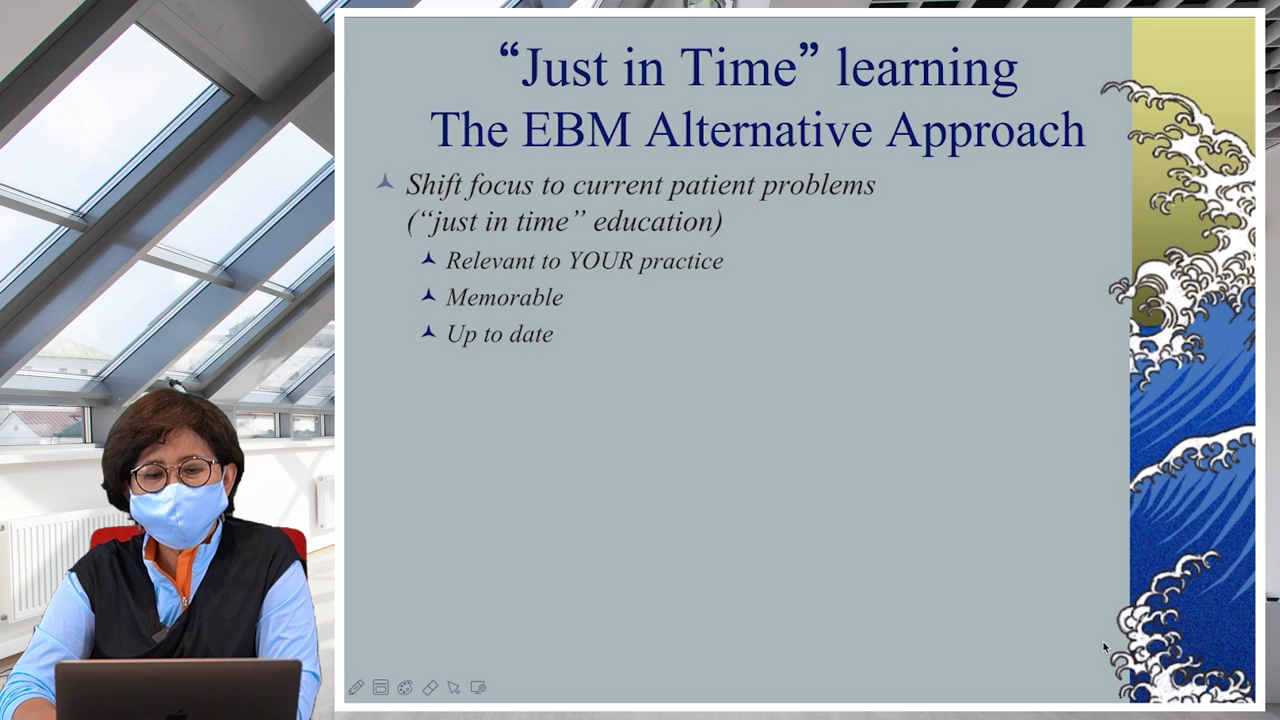 “Just in Time” learning
The EBM Alternative Approach
Shift focus to current patient problems
(“just in time” education)
Relevant to YOUR practice
Memorable
Up to date